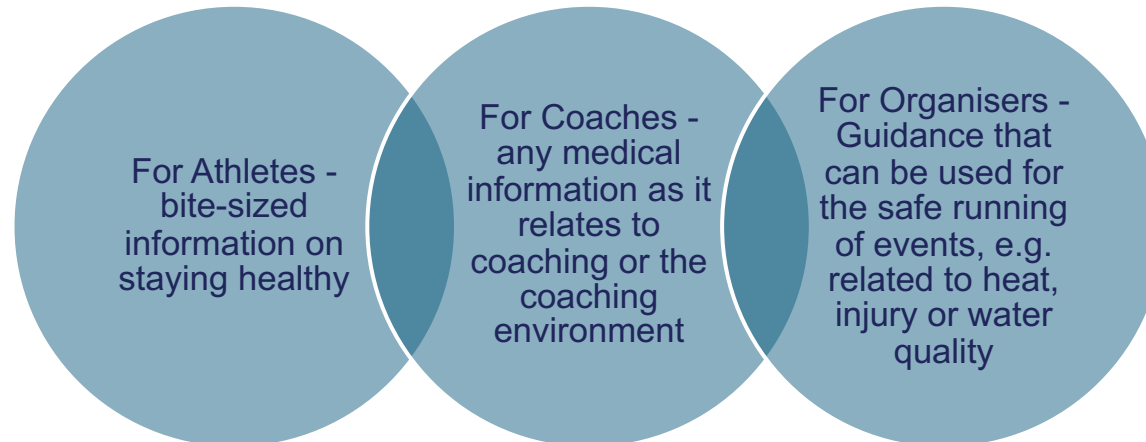 For Athletes -
bite-sized
information on
staying healthy
For Coaches -
any medical
information as it
relates to
coaching or the
coaching
environment
For Organisers -
Guidance that
can be used for
the safe running
of events, e.g.
related to heat,
injury or water
quality